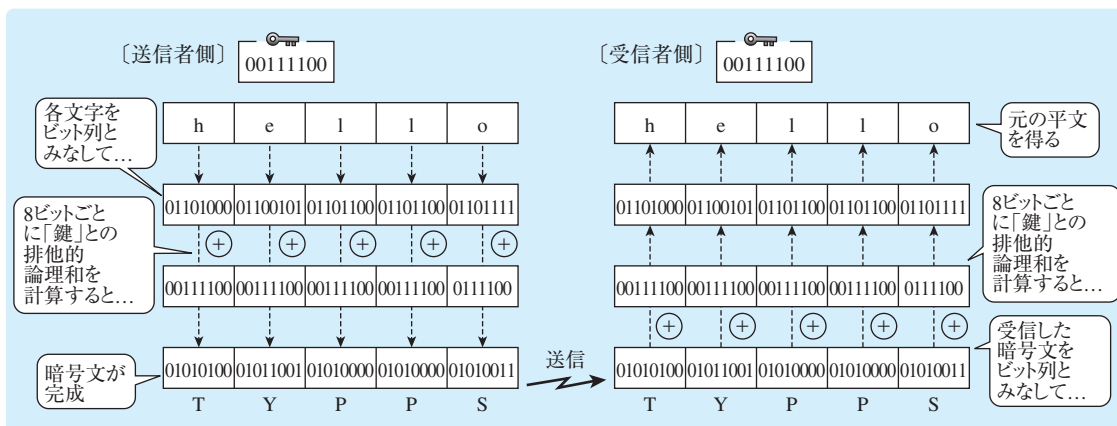 〔送信者側〕
00111100
各文字を
ビット列と
みなして…
h e l l o
01101000 01100101 01101100 01101100 01101111
8ビットごと
に「鍵」との
排他的
論理和を
計算すると…
+ + + + +
00111100 00111100 00111100 00111100 0111100
暗号文が
完成
01010100 01011001 01010000 01010000 01010011
T Y P P S
送信
〔受信者側〕
00111100
h e l l o
元の平文
を得る
01101000 01100101 01101100 01101100 01101111
8ビットごと
に「鍵」との
排他的
論理和を
計算すると…
00111100 00111100 00111100 00111100 0111100
+ + + + +
受信した
暗号文を
ビット列と
みなして…
01010100 01011001 01010000 01010000 01010011
T Y P P S